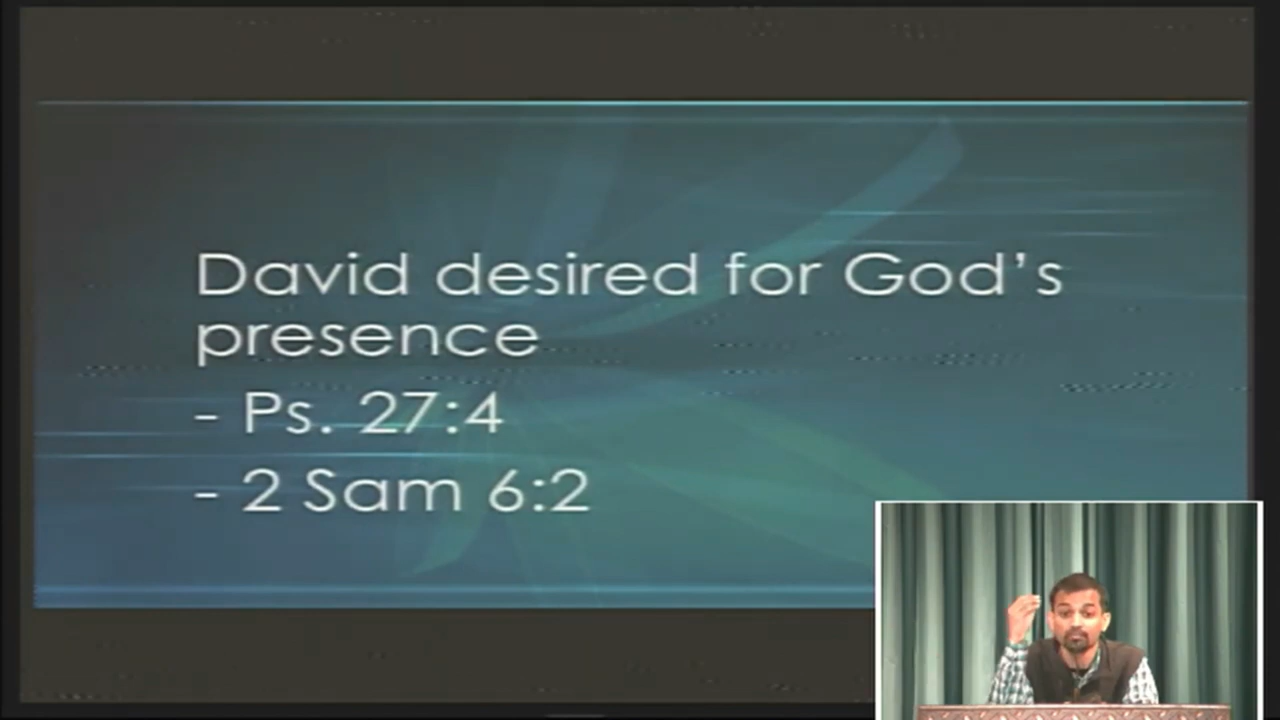 David desired for God’s
presence
- Ps. 27:4
- 2 Sam 6:2